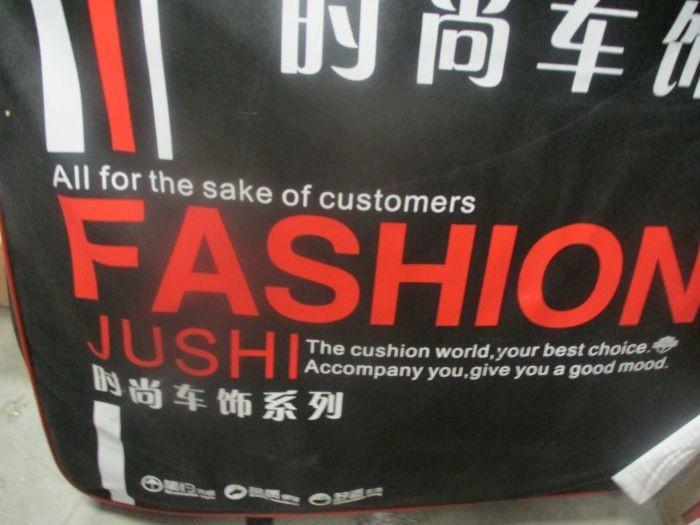 时尚车饰
All for the sake of customers
FASHION
JUSHI
The cushion world,your best choice.
Accompany you,give you a good mood.
时尚车饰系列